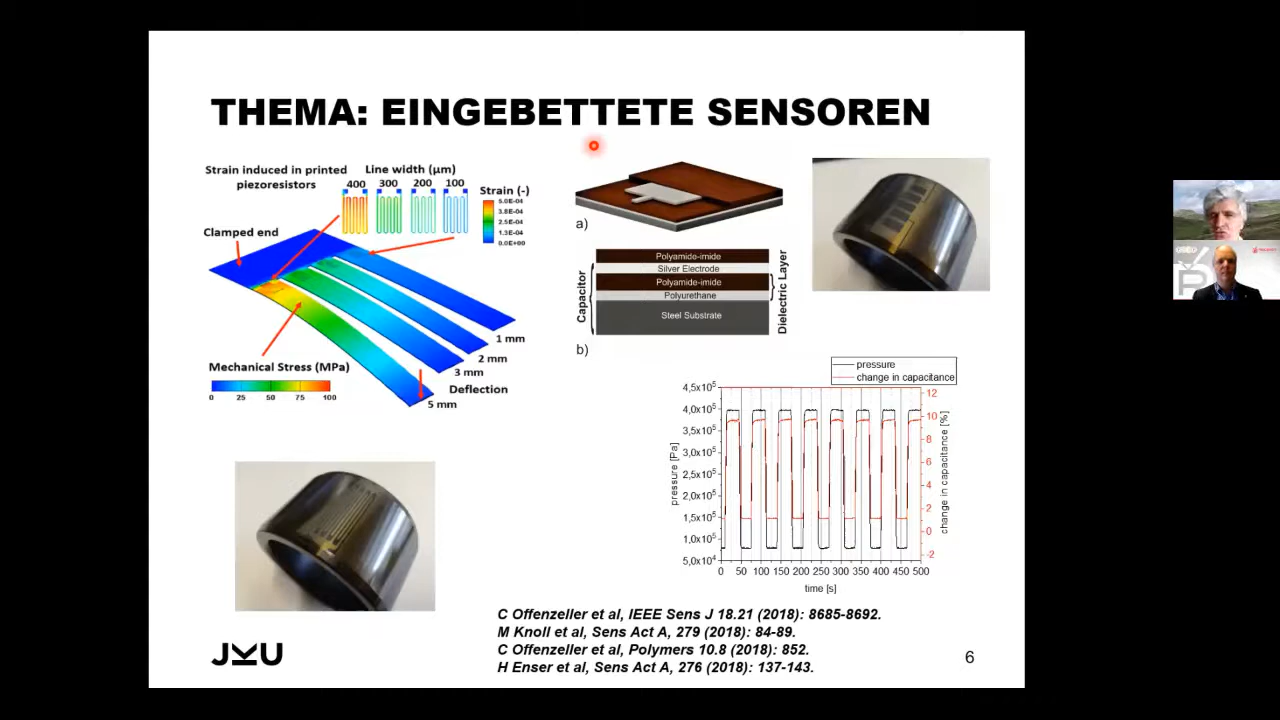 THEMA: EINGEBETTETE SENSOREN
Strain induced in printed
piezoresistors
Line width (µm)
400 300 200 100
Strain (-)
5.0E-04
3.8E-04
2.5E-04
1.3E-04
0.0E+00
Clamped end
1 mm
2 mm
3 mm
Deflection
5 mm
Mechanical Stress (MPa)
0 25 50 75 100
a)
Capacitor
Polyamide-imide
Silver Electrode
Polyamide-imide
Polyurethane
Steel Substrate
Dielectric Layer
b)
pressure
change in capacitance
pressure [Pa]
4,5x10⁵
4,0x10⁵
3,5x10⁵
3,0x10⁵
2,5x10⁵
2,0x10⁵
1,5x10⁵
1,0x10⁵
5,0x10⁴
12
10
8
6
4
2
0
-2
change in capacitance [%]
0 50 100 150 200 250 300 350 400 450 500
time [s]
C Offenzeller et al, IEEE Sens J 18.21 (2018): 8685-8692.
M Knoll et al, Sens Act A, 279 (2018): 84-89.
C Offenzeller et al, Polymers 10.8 (2018): 852.
H Enser et al, Sens Act A, 276 (2018): 137-143.
JKU
6